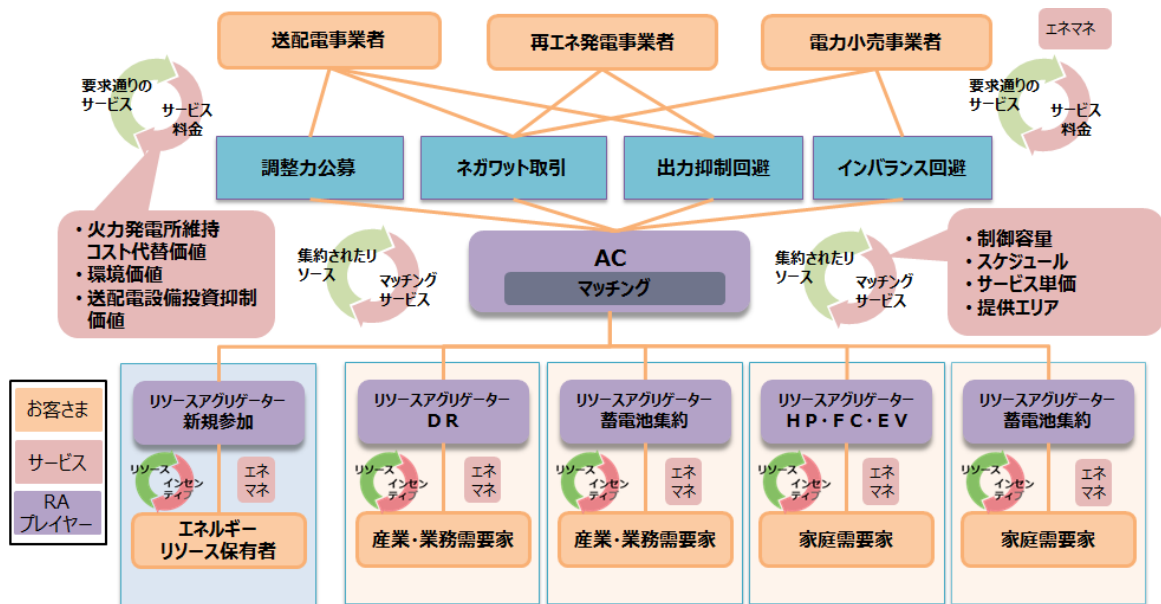 送配電事業者
再エネ発電事業者
電力小売事業者
エネマネ
要求通りの
サービス
サービス
料金
要求通りの
サービス
サービス
料金
調整力公募
ネガワット取引
出力抑制回避
インバランス回避
・火力発電所維持
コスト代替価値
・環境価値
・送配電設備投資抑制
価値
集約されたリ
ソース
マッチング
サービス
AC
マッチング
集約されたリ
ソース
マッチング
サービス
・制御容量
・スケジュール
・サービス単価
・提供エリア
お客さま
サービス
RA
プレイヤー
リソースアグリゲーター
新規参加
リソース
インセン
ティブ
エネ
マネ
エネルギー
リソース保有者
リソースアグリゲーター
DR
リソース
インセン
ティブ
エネ
マネ
産業・業務需要家
リソースアグリゲーター
蓄電池集約
リソース
インセン
ティブ
エネ
マネ
産業・業務需要家
リソースアグリゲーター
HP・FC・EV
リソース
インセン
ティブ
エネ
マネ
家庭需要家
リソースアグリゲーター
蓄電池集約
リソース
インセン
ティブ
エネ
マネ
家庭需要家